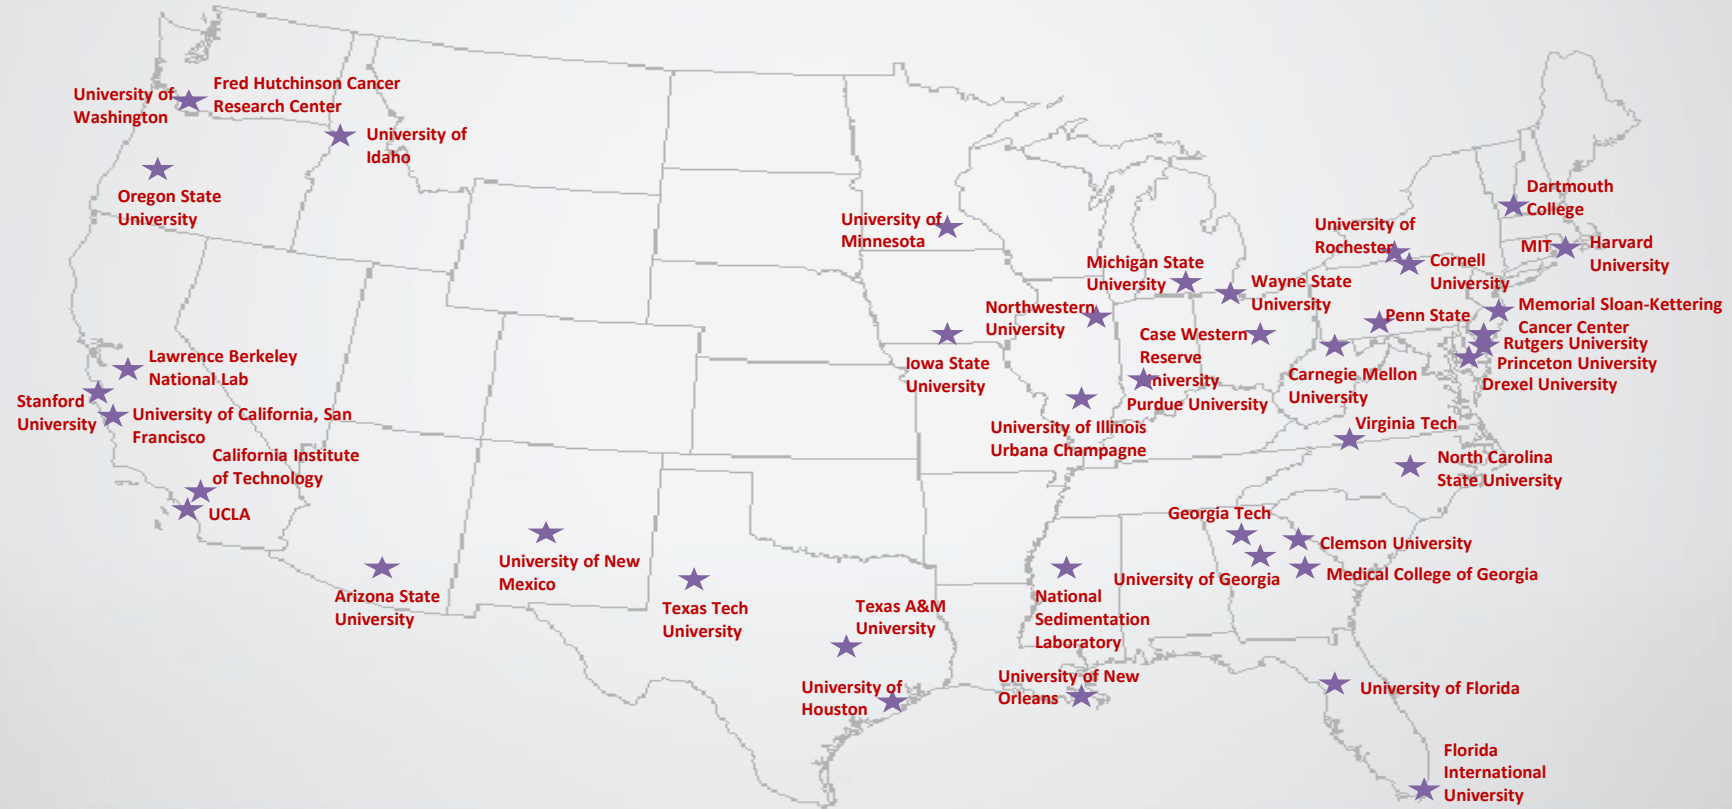 Fred Hutchinson Cancer
Research Center
University of
Washington
University of
Idaho
Oregon State
University
Lawrence Berkeley
National Lab
Stanford
University
University of California, San
Francisco
California Institute
of Technology
UCLA
Arizona State
University
University of New
Mexico
Texas Tech
University
Texas A&M
University
University of
Houston
University of
Minnesota
Iowa State
University
Michigan State
University
Northwestern
University
Wayne State
University
Case Western
Reserve
University
Purdue University
University of Illinois
Urbana Champagne
University of
Rochester
Cornell
University
Dartmouth
College
MIT
Harvard
University
Memorial Sloan-Kettering
Cancer Center
Rutgers University
Princeton University
Drexel University
Penn State
Carnegie Mellon
University
Virginia Tech
North Carolina
State University
Georgia Tech
Clemson University
University of Georgia
Medical College of Georgia
National
Sedimentation
Laboratory
University of New
Orleans
University of Florida
Florida
International
University